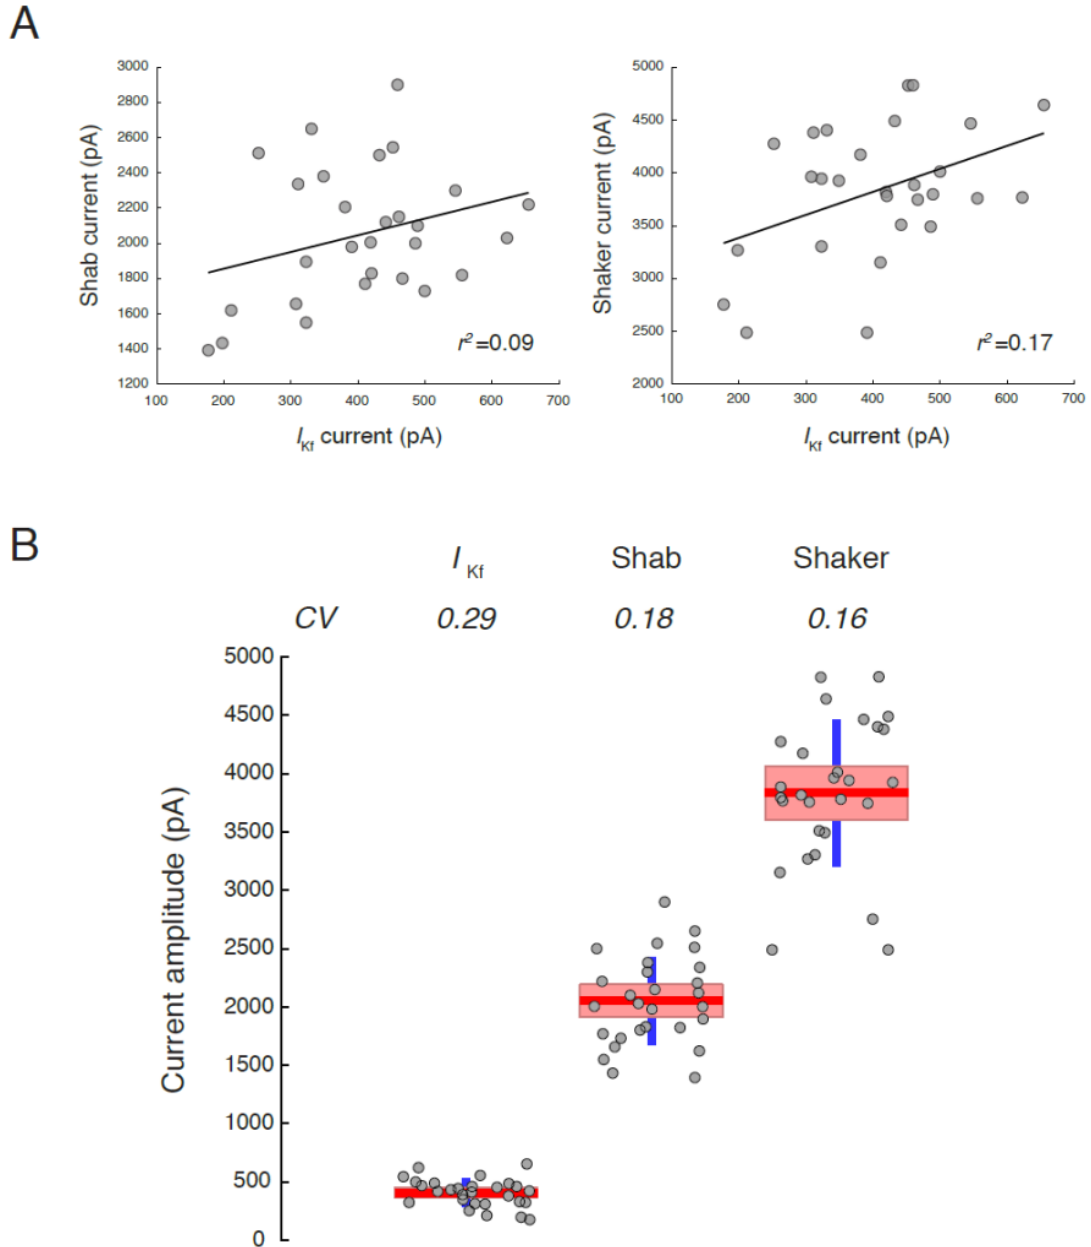 A
3000
2800
2600
2400
2200
2000
1800
1600
1400
1200
Shab current (pA)
r²=0.09
100 200 300 400 500 600 700
I Kf current (pA)
5000
4500
4000
3500
3000
2500
2000
Shaker current (pA)
r²=0.17
100 200 300 400 500 600 700
I Kf current (pA)
B
I Kf Shab Shaker
CV 0.29 0.18 0.16
5000
4500
4000
3500
3000
2500
2000
1500
1000
500
0
Current amplitude (pA)